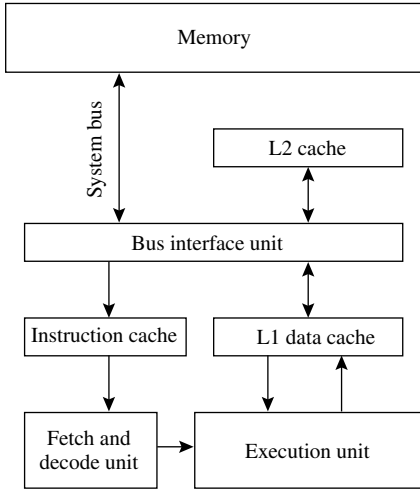 Memory
System bus
L2 cache
Bus interface unit
Instruction cache
L1 data cache
Fetch and
decode unit
Execution unit